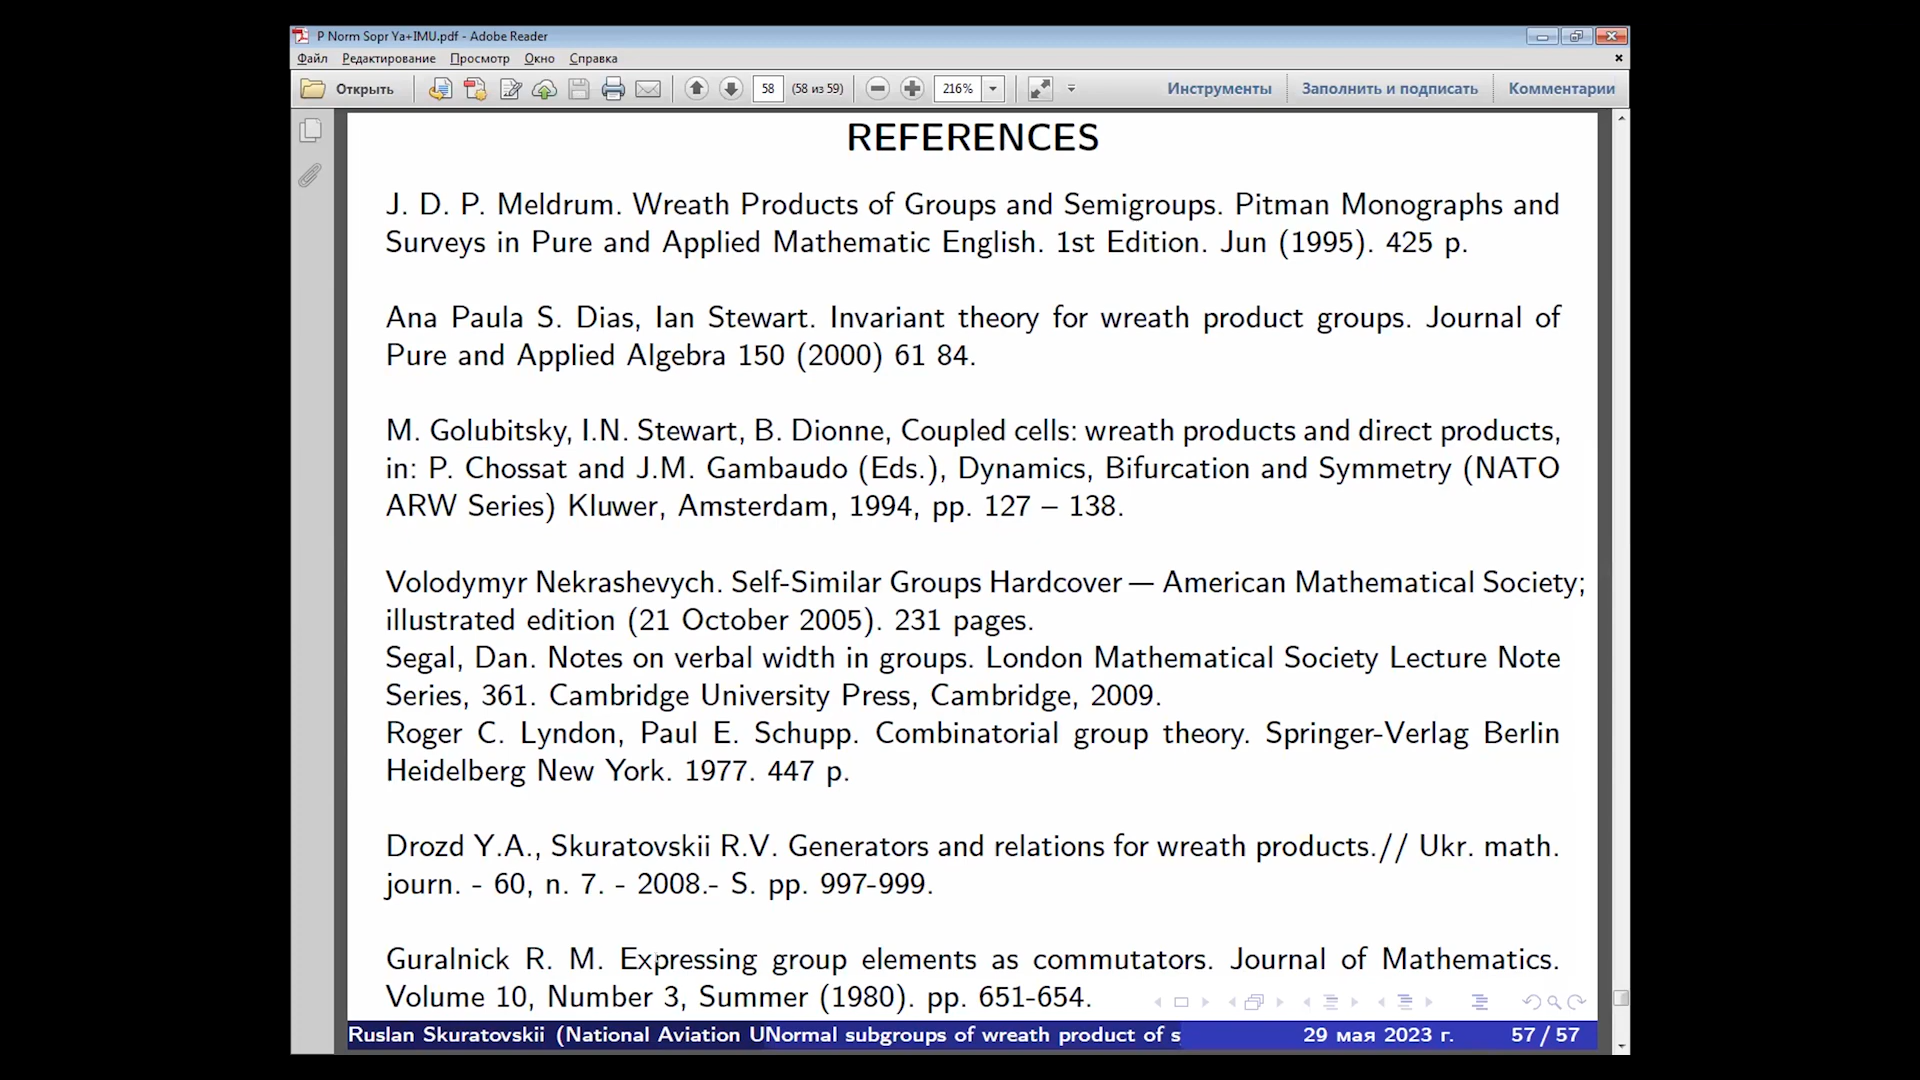 P Norm Sopr Ya+IMU.pdf - Adobe Reader
Файл Редактирование Просмотр Окно Справка
Открыть 58 (58 из 59) 216% Инструменты Заполнить и подписать Комментарии
REFERENCES
J. D. P. Meldrum. Wreath Products of Groups and Semigroups. Pitman Monographs and
Surveys in Pure and Applied Mathematic English. 1st Edition. Jun (1995). 425 p.
Ana Paula S. Dias, Ian Stewart. Invariant theory for wreath product groups. Journal of
Pure and Applied Algebra 150 (2000) 61 84.
M. Golubitsky, I.N. Stewart, B. Dionne, Coupled cells: wreath products and direct products,
in: P. Chossat and J.M. Gambaudo (Eds.), Dynamics, Bifurcation and Symmetry (NATO
ARW Series) Kluwer, Amsterdam, 1994, pp. 127 – 138.
Volodymyr Nekrashevych. Self-Similar Groups Hardcover — American Mathematical Society;
illustrated edition (21 October 2005). 231 pages.
Segal, Dan. Notes on verbal width in groups. London Mathematical Society Lecture Note
Series, 361. Cambridge University Press, Cambridge, 2009.
Roger C. Lyndon, Paul E. Schupp. Combinatorial group theory. Springer-Verlag Berlin
Heidelberg New York. 1977. 447 p.
Drozd Y.A., Skuratovskii R.V. Generators and relations for wreath products.// Ukr. math.
journ. - 60, n. 7. - 2008.- S. pp. 997-999.
Guralnick R. M. Expressing group elements as commutators. Journal of Mathematics.
Volume 10, Number 3, Summer (1980). pp. 651-654.
Ruslan Skuratovskii (National Aviation UNormal subgroups of wreath product of s 29 мая 2023 г. 57 / 57